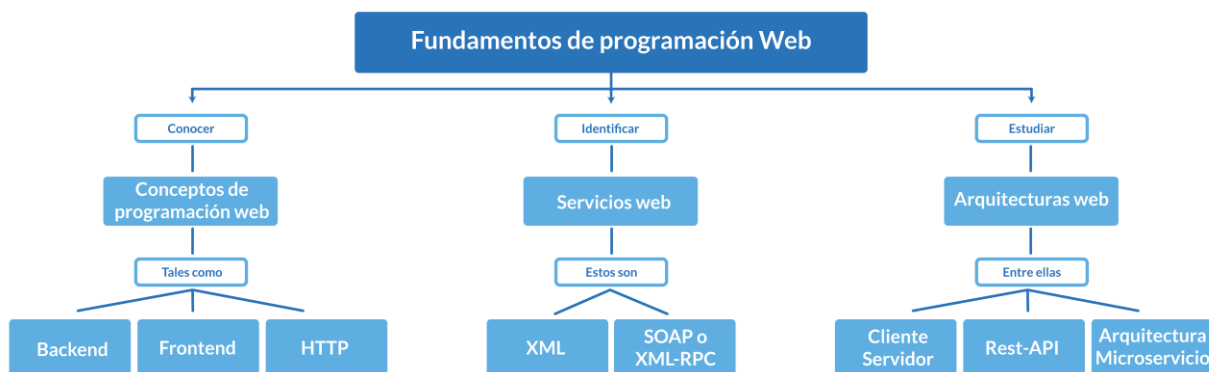 Fundamentos de programación Web
Conocer
Identificar
Estudiar
Conceptos de
programación web
Servicios web
Arquitecturas web
Tales como
Estos son
Entre ellas
Backend
Frontend
HTTP
XML
SOAP o
XML-RPC
Cliente
Servidor
Rest-API
Arquitectura
Microservicio